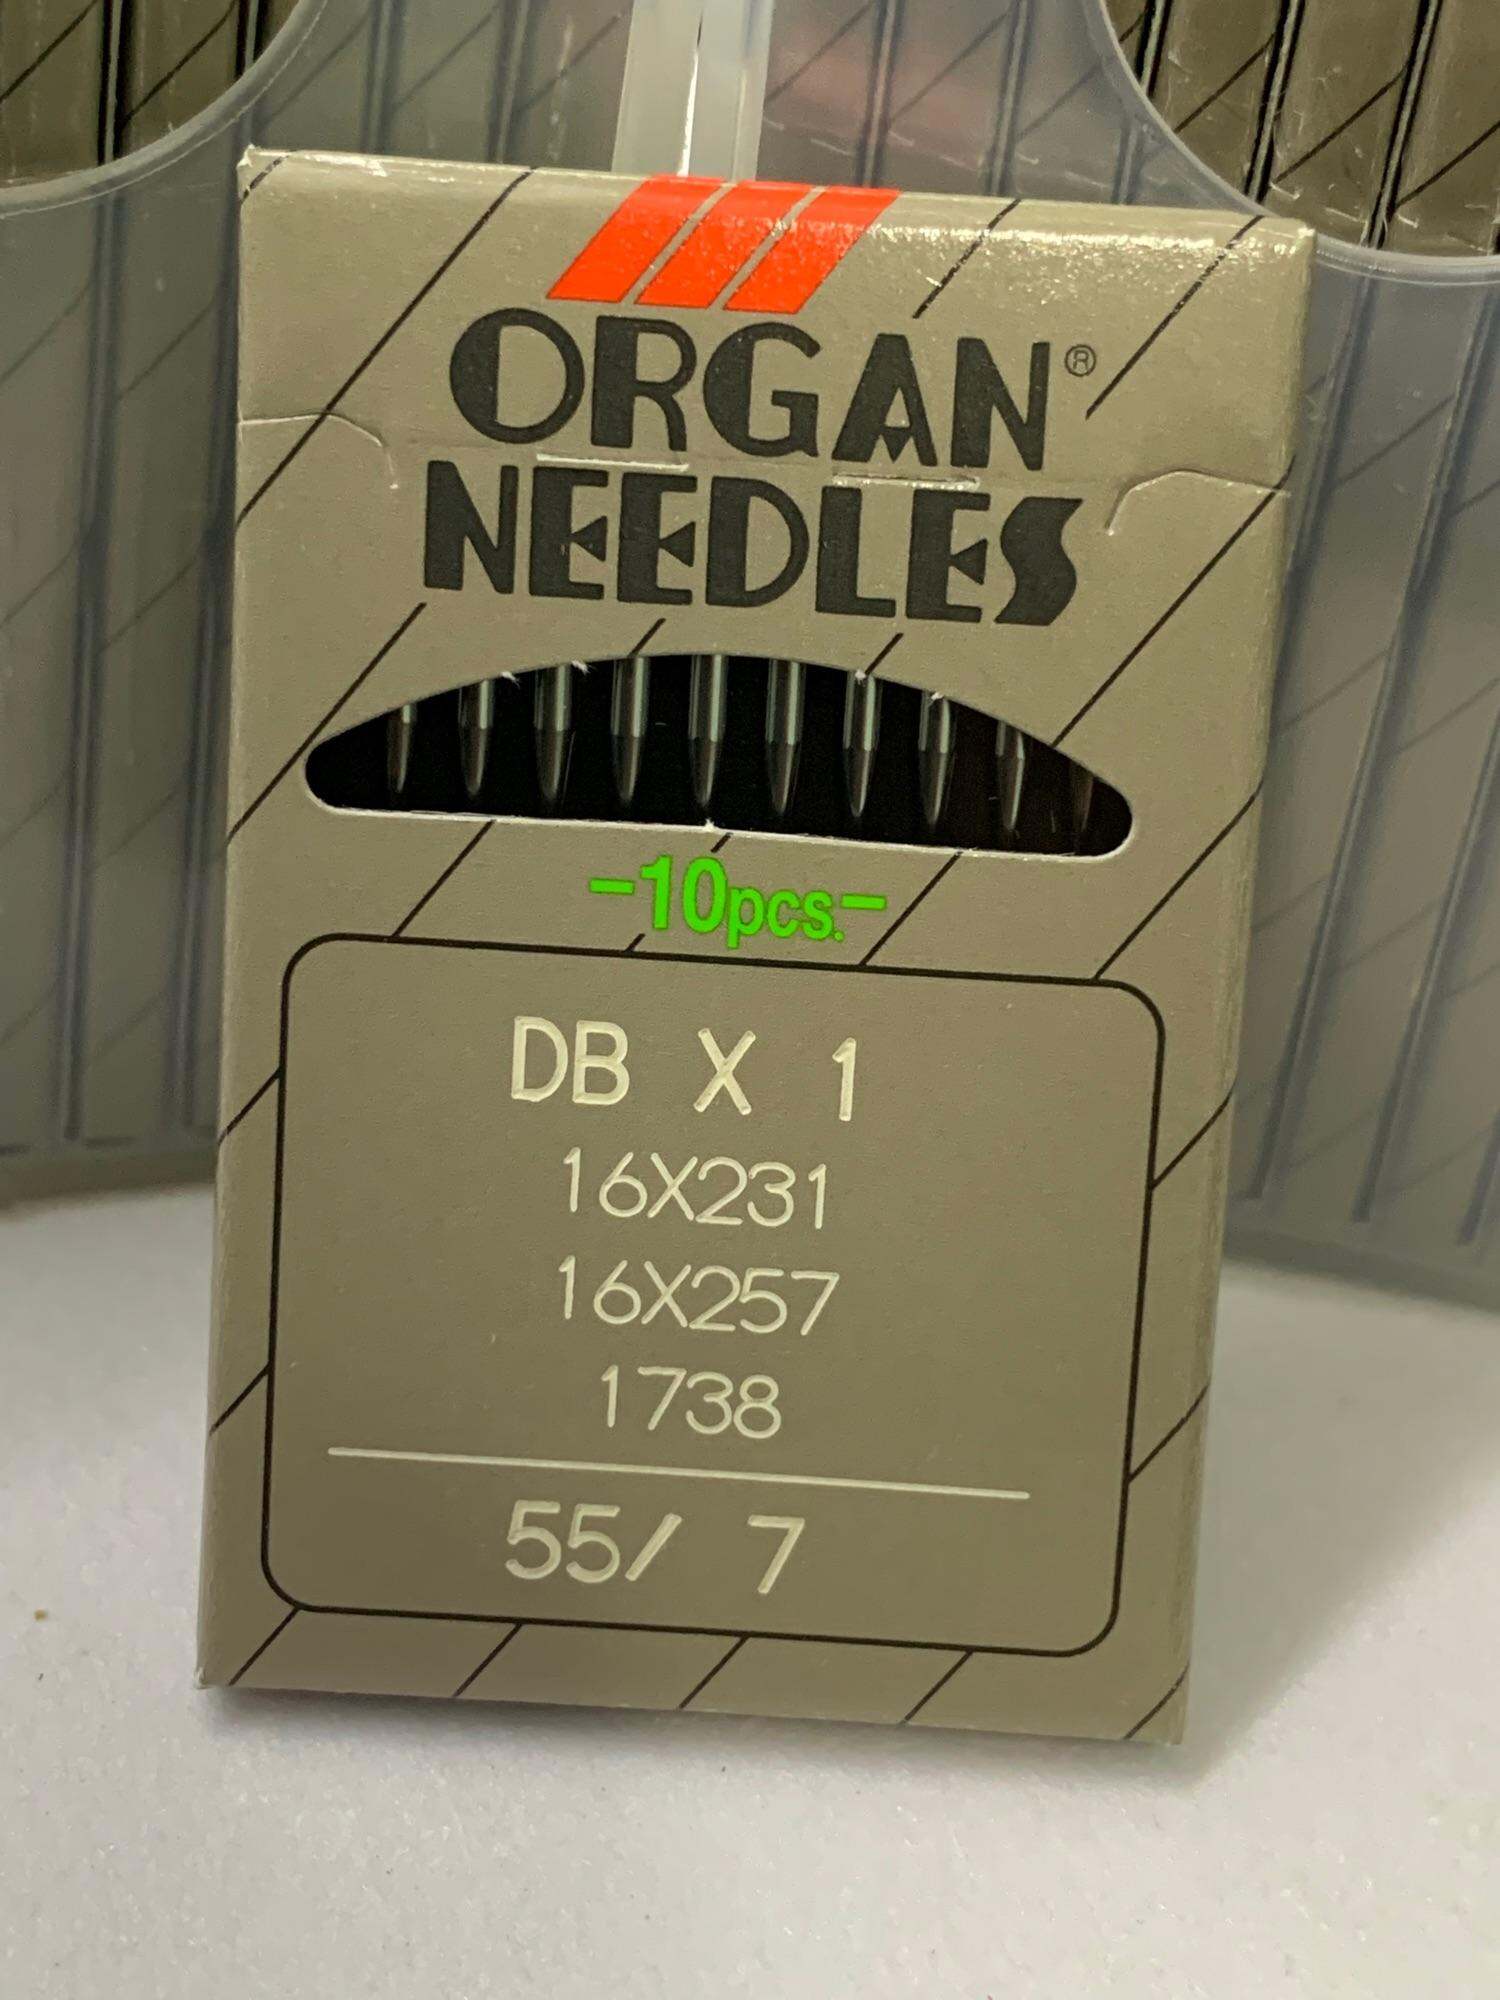 ORGAN®
NEEDLES
-10pcs.-
DB X 1
16X231
16X257
1738
55/ 7